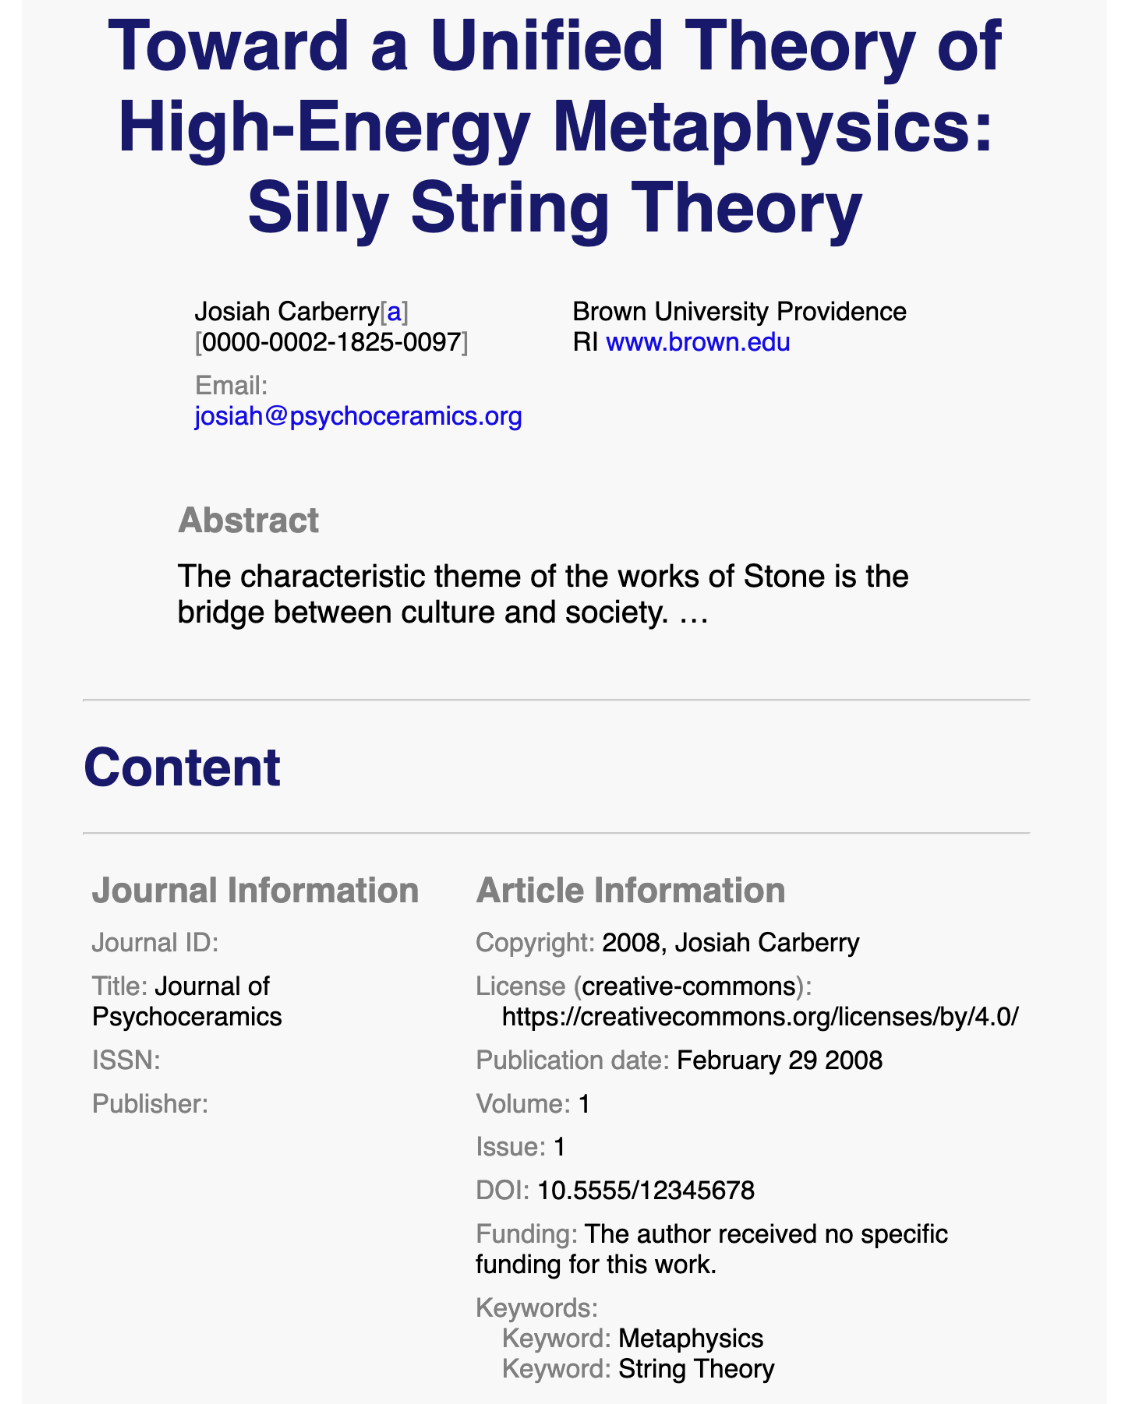 Toward a Unified Theory of
High-Energy Metaphysics:
Silly String Theory
Josiah Carberry[a]
[0000-0002-1825-0097]
Email:
josiah@psychoceramics.org
Brown University Providence
RI www.brown.edu
Abstract
The characteristic theme of the works of Stone is the
bridge between culture and society. …
Content
Journal Information
Journal ID:
Title: Journal of
Psychoceramics
ISSN:
Publisher:
Article Information
Copyright: 2008, Josiah Carberry
License (creative-commons):
https://creativecommons.org/licenses/by/4.0/
Publication date: February 29 2008
Volume: 1
Issue: 1
DOI: 10.5555/12345678
Funding: The author received no specific
funding for this work.
Keywords:
Keyword: Metaphysics
Keyword: String Theory